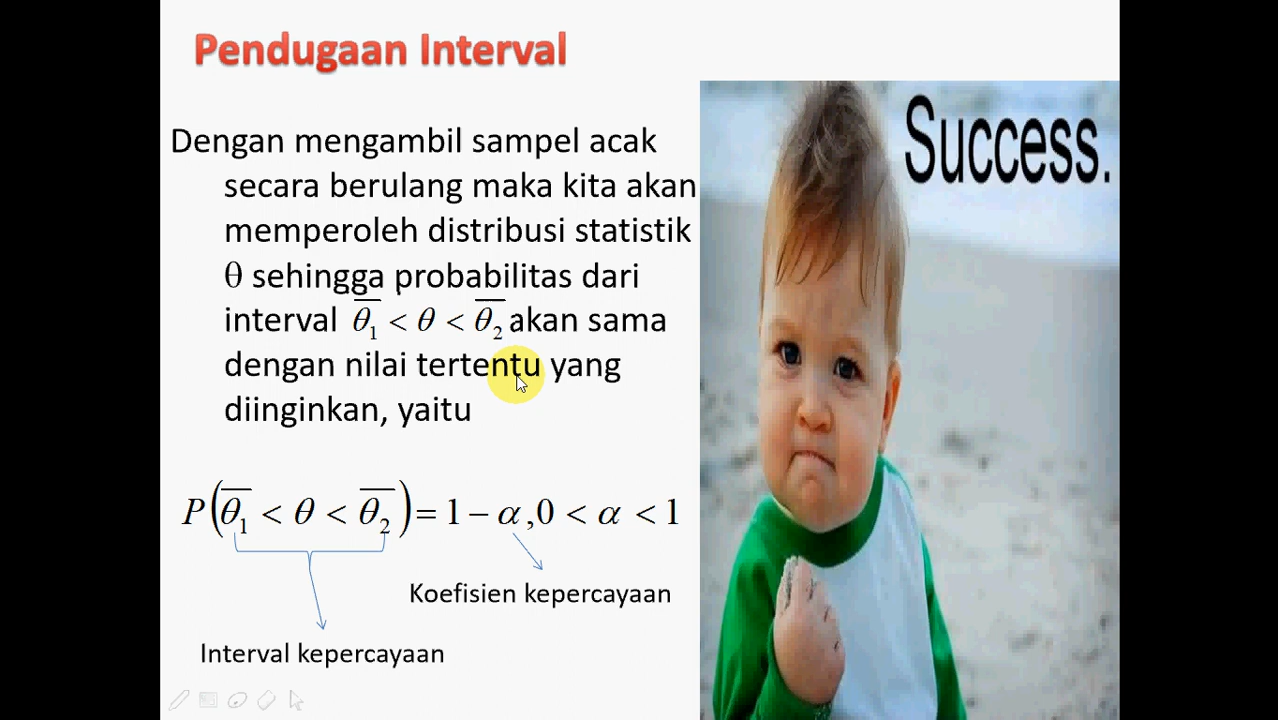 Pendugaan Interval
Success.
Dengan mengambil sampel acak
secara berulang maka kita akan
memperoleh distribusi statistik
θ sehingga probabilitas dari
interval θ̅₁ < θ < θ̅₂ akan sama
dengan nilai tertentu yang
diinginkan, yaitu
P(θ̅₁ < θ < θ̅₂) = 1 − α ,0 < α < 1
Koefisien kepercayaan
Interval kepercayaan